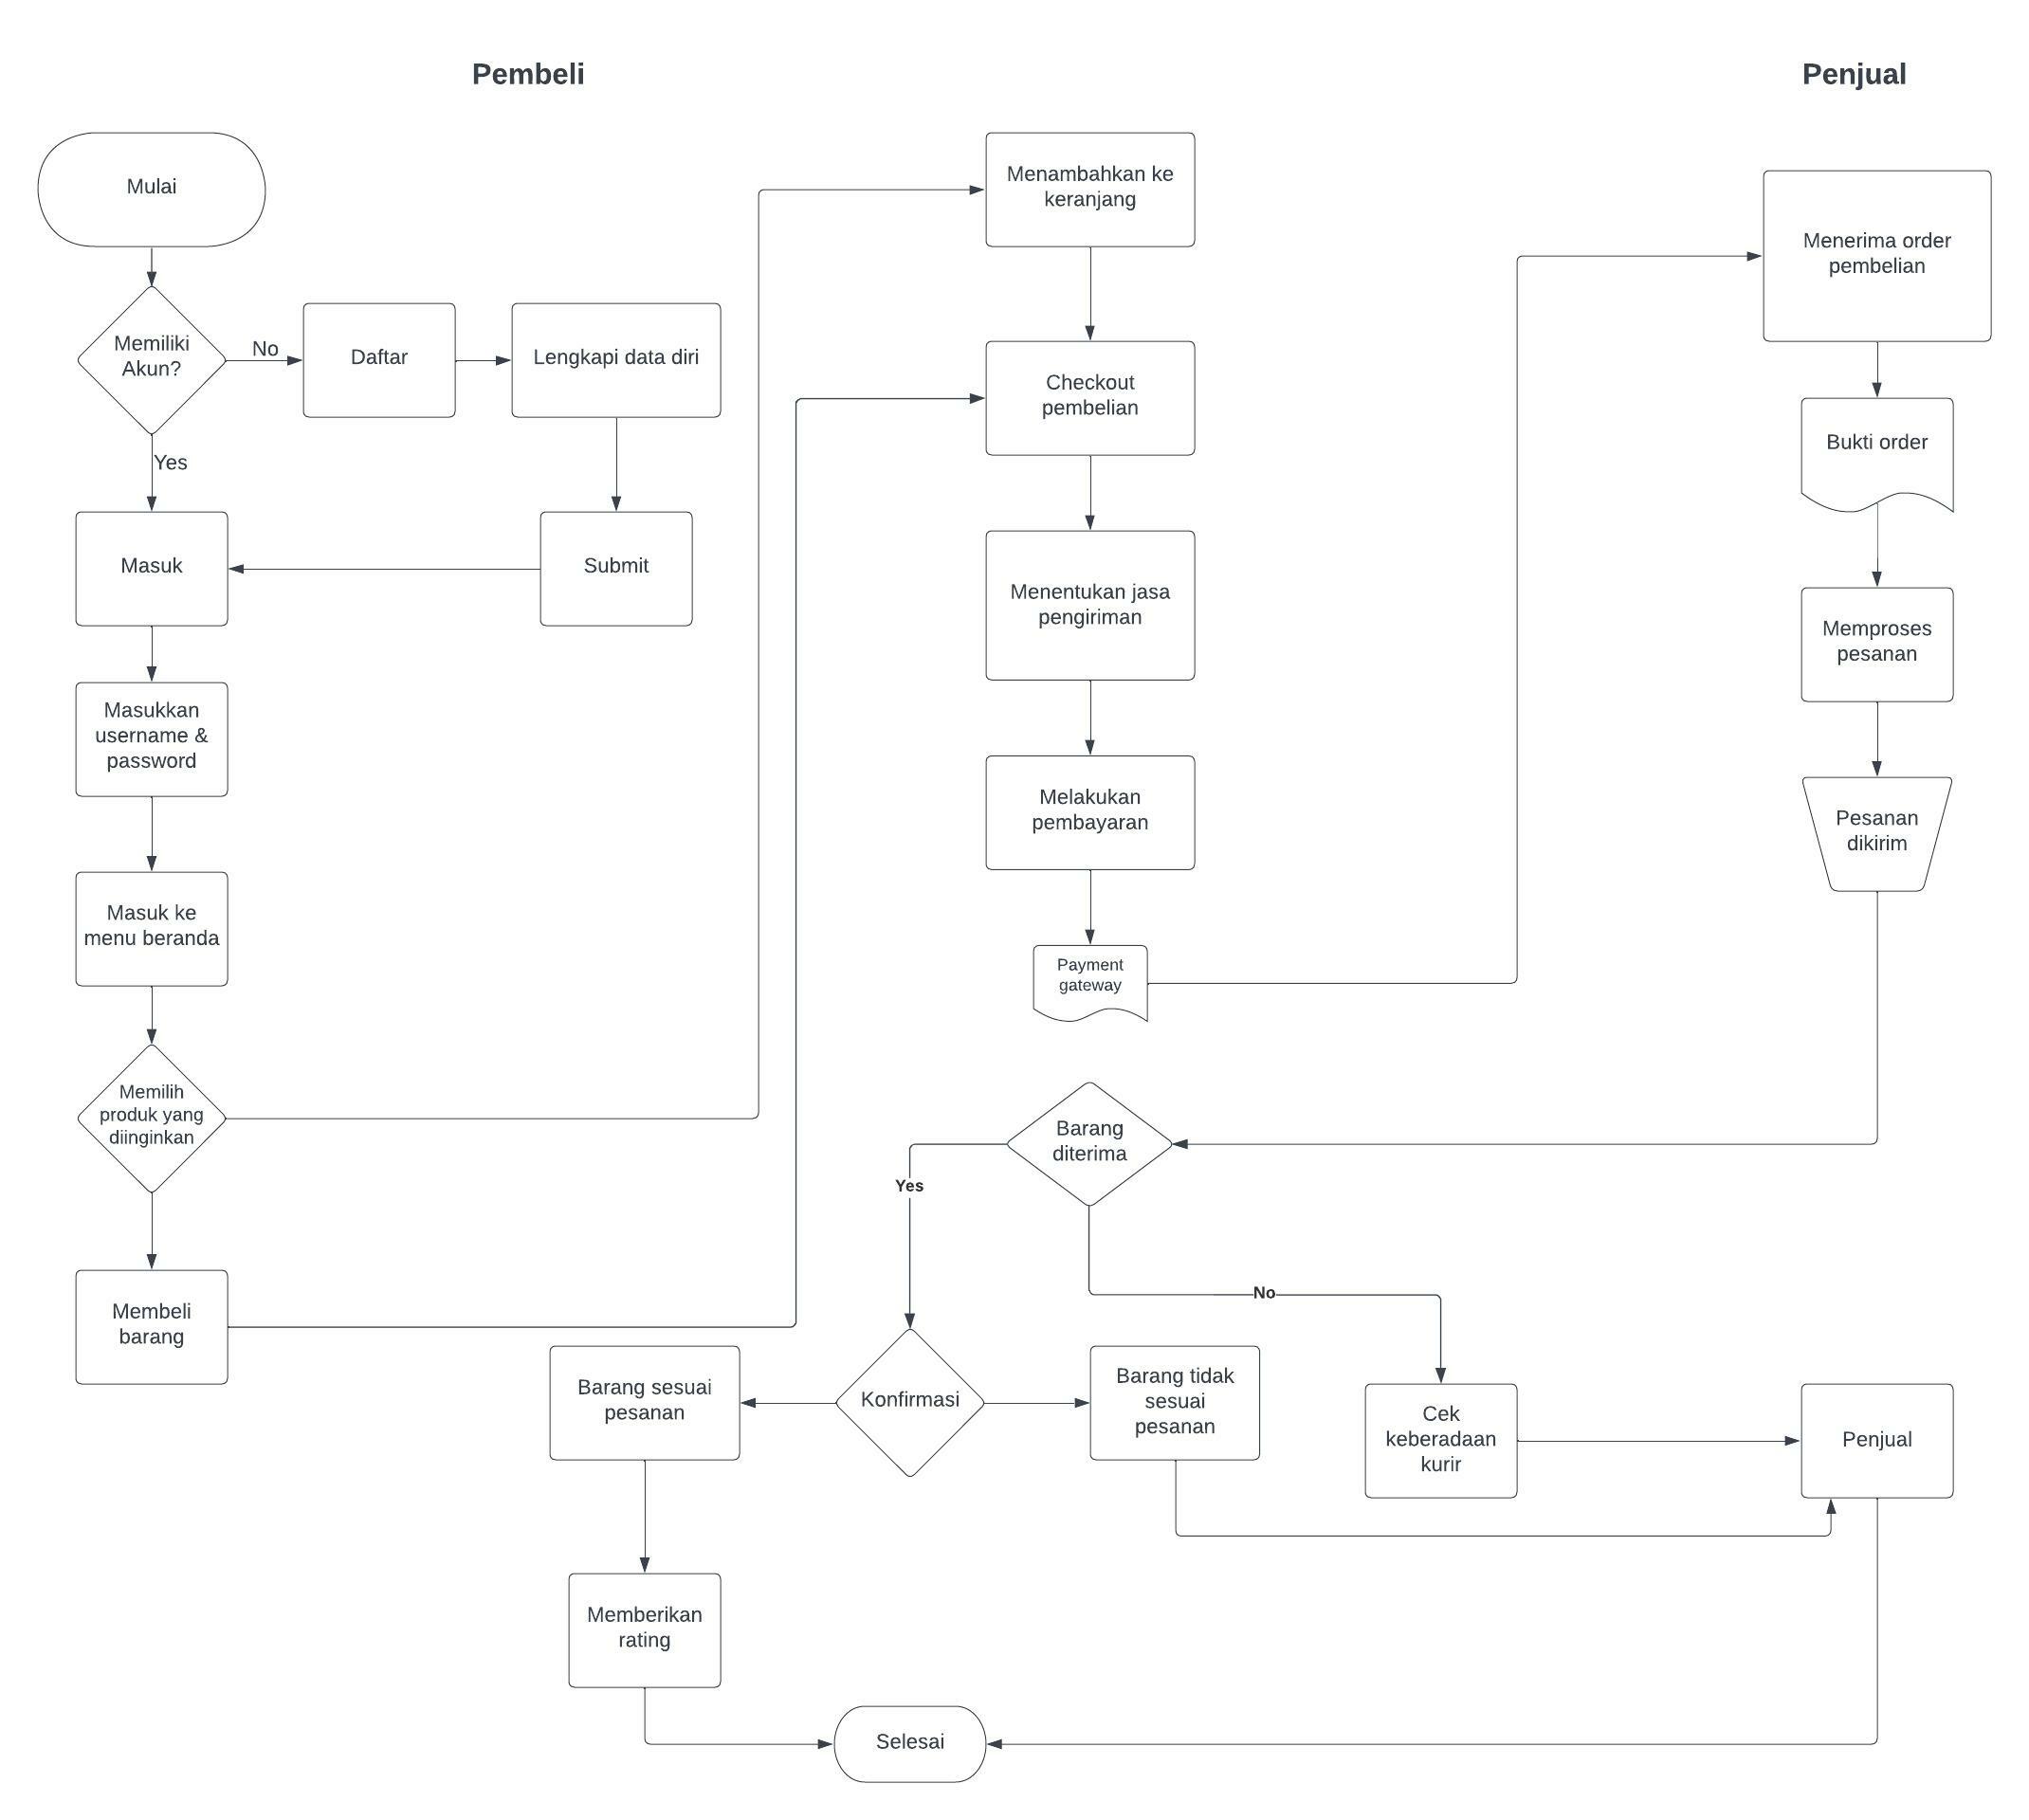 Pembeli
Penjual
Mulai
Memiliki
Akun?
No
Daftar
Lengkapi data diri
Yes
Masuk
Submit
Masukkan
username &
password
Masuk ke
menu beranda
Memilih
produk yang
diinginkan
Membeli
barang
Menambahkan ke
keranjang
Checkout
pembelian
Menentukan jasa
pengiriman
Melakukan
pembayaran
Payment
gateway
Menerima order
pembelian
Bukti order
Memproses
pesanan
Pesanan
dikirim
Barang
diterima
Yes
No
Konfirmasi
Barang sesuai
pesanan
Barang tidak
sesuai
pesanan
Cek
keberadaan
kurir
Penjual
Memberikan
rating
Selesai